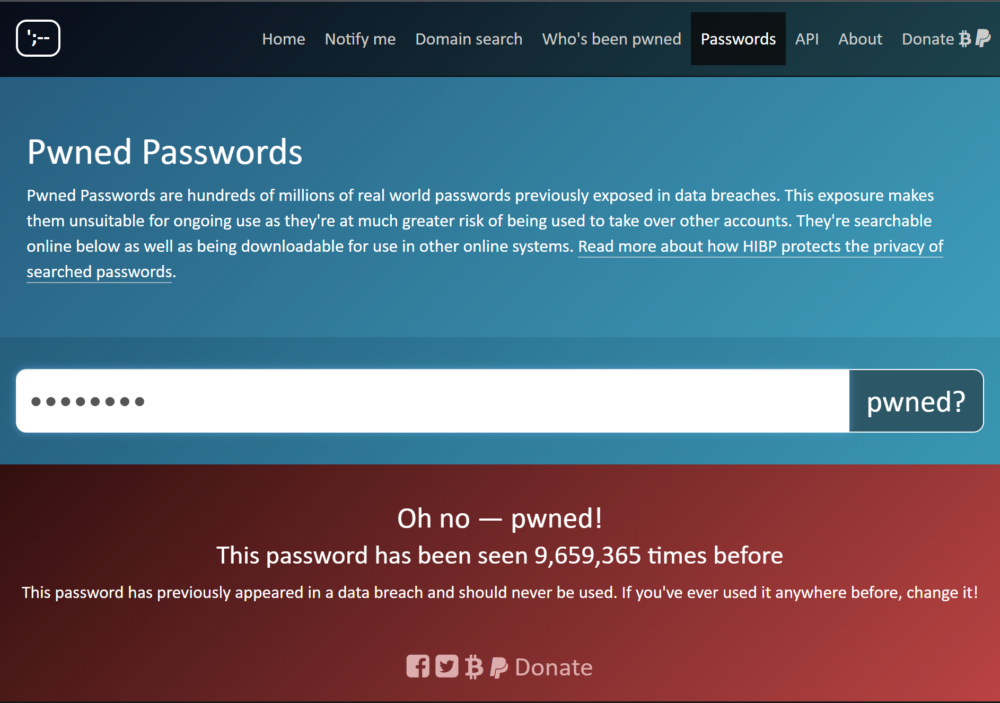 ';--
Home Notify me Domain search Who's been pwned Passwords API About Donate
Pwned Passwords
Pwned Passwords are hundreds of millions of real world passwords previously exposed in data breaches. This exposure makes
them unsuitable for ongoing use as they're at much greater risk of being used to take over other accounts. They're searchable
online below as well as being downloadable for use in other online systems. Read more about how HIBP protects the privacy of
searched passwords.
••••••••
pwned?
Oh no — pwned!
This password has been seen 9,659,365 times before
This password has previously appeared in a data breach and should never be used. If you've ever used it anywhere before, change it!
Donate